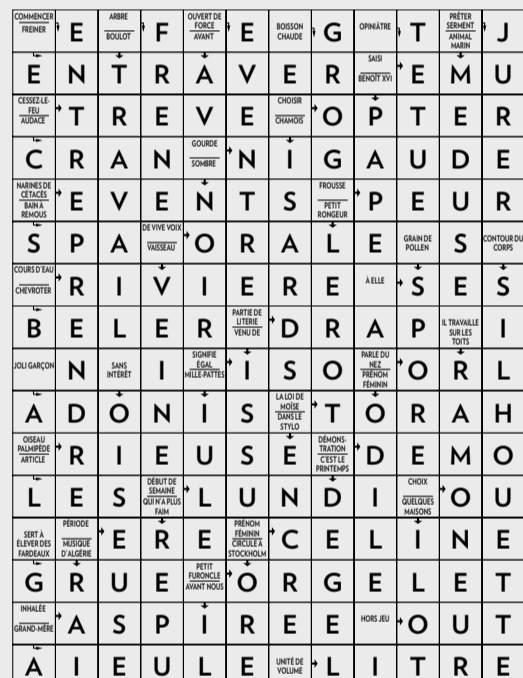 COMMENCER FREINER E ARBRE BOULOT F OUVERT DE FORCE AVANT E BOISSON CHAUDE G OPINIÂTRE T PRÊTER SERMENT ANIMAL MARIN J
E N T R A V E R SAISI BENOÎT XVI E M U
CESSEZ-LE-FEU AUDACE T R E V E CHOISIR CHAMOIS O P T E R
C R A N GOURDE SOMBRE N I G A U D E
NARINES DE CÉTACÉS BAIN À REMOUS E V E N T S FROUSSE PETIT RONGEUR P E U R
S P A DE VIVE VOIX VAISSEAU O R A L E GRAIN DE POLLEN S CONTOUR DU CORPS
COURS D'EAU CHEVROTER R I V I E R E À ELLE S E S
B E L E R PARTIE DE LITERIE VENU DE D R A P IL TRAVAILLE SUR LES TOITS I
JOLI GARÇON N SANS INTÉRÊT I SIGNIFIE ÉGAL MILLE-PATTES I S O PARLE DU NEZ PRÉNOM FÉMININ O R L
A D O N I S LA LOI DE MOÏSE DANS LE STYLO T O R A H
OISEAU PALMIPÈDE ARTICLE R I E U S E DÉMONS-TRATION C'EST LE PRINTEMPS D E M O
L E S DÉBUT DE SEMAINE QUI N'A PLUS FAIM L U N D I CHOIX QUELQUES MAISONS O U
SERT À ÉLEVER DES FARDEAUX PÉRIODE MUSIQUE D'ALGÉRIE E R E PRÉNOM FÉMININ CIRCULE À STOCKHOLM C E L I N E
G R U E PETIT FURONCLE AVANT NOUS O R G E L E T
INHALÉE GRAND-MÈRE A S P I R E E HORS JEU O U T
A I E U L E UNITÉ DE VOLUME L I T R E